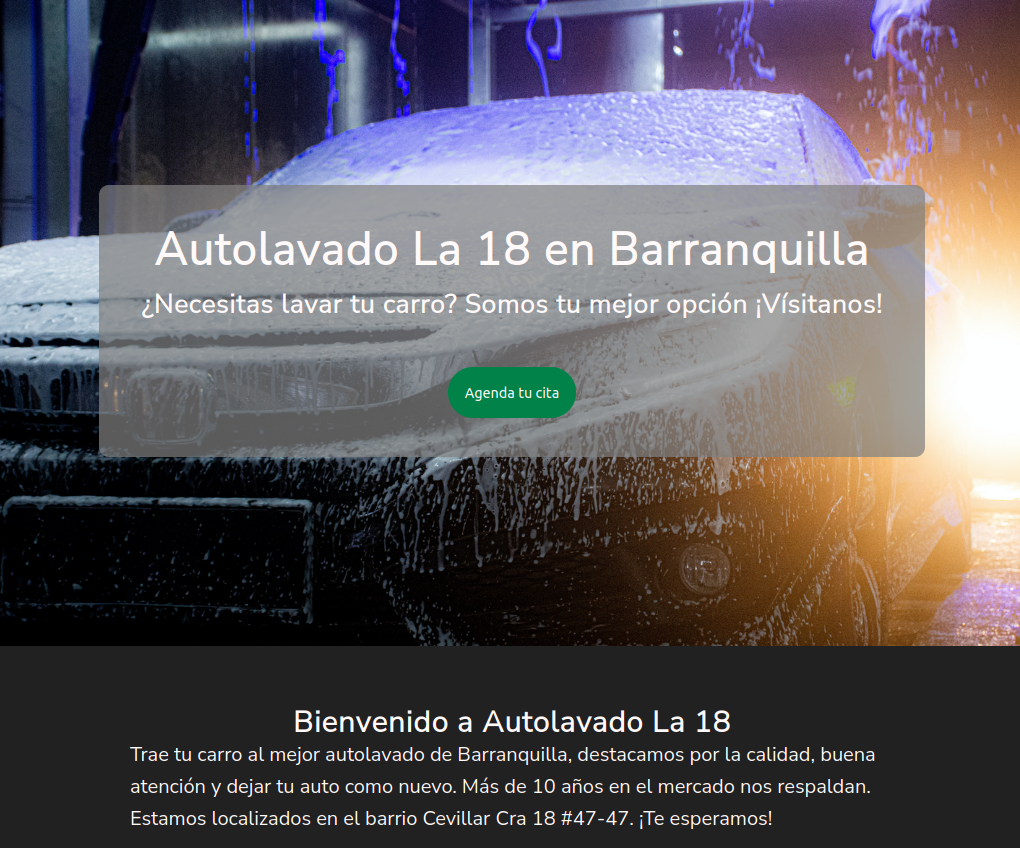 Autolavado La 18 en Barranquilla
¿Necesitas lavar tu carro? Somos tu mejor opción ¡Vísitanos!
Agenda tu cita
Bienvenido a Autolavado La 18
Trae tu carro al mejor autolavado de Barranquilla, destacamos por la calidad, buena
atención y dejar tu auto como nuevo. Más de 10 años en el mercado nos respaldan.
Estamos localizados en el barrio Cevillar Cra 18 #47-47. ¡Te esperamos!